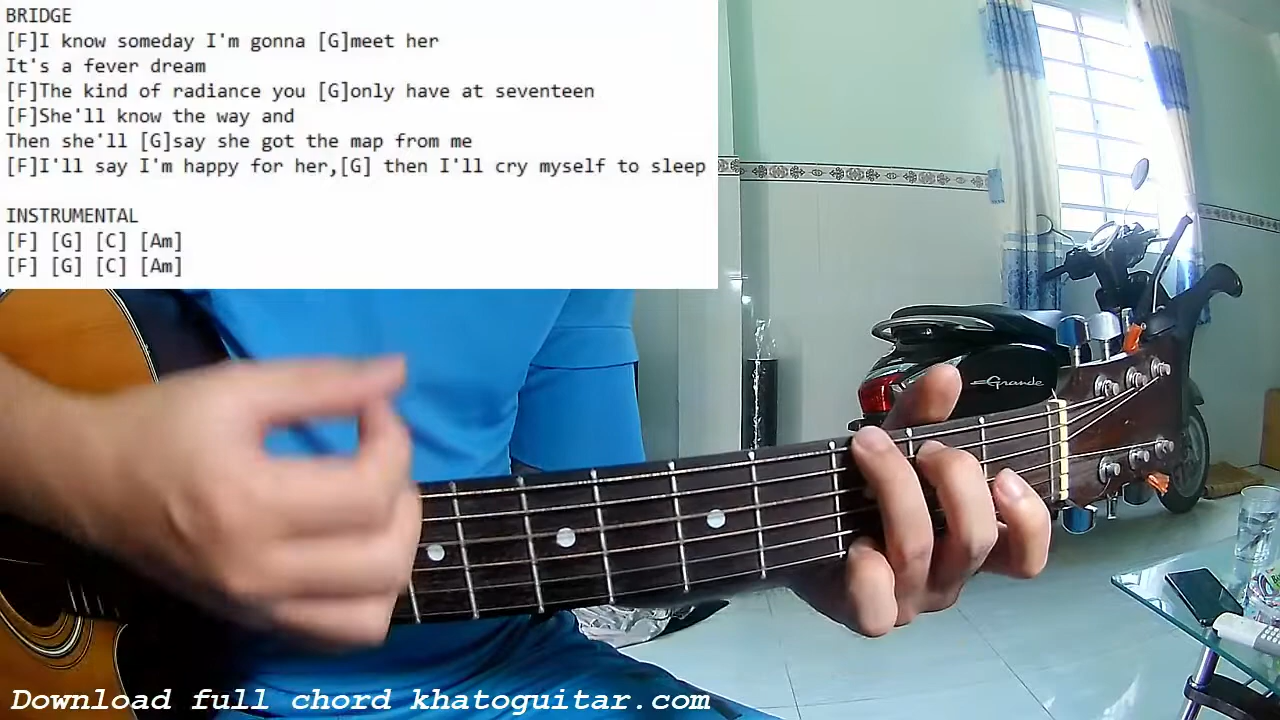 BRIDGE
[F]I know someday I'm gonna [G]meet her
It's a fever dream
[F]The kind of radiance you [G]only have at seventeen
[F]She'll know the way and
Then she'll [G]say she got the map from me
[F]I'll say I'm happy for her,[G] then I'll cry myself to sleep
INSTRUMENTAL
[F] [G] [C] [Am]
[F] [G] [C] [Am]
Grande
Download full chord khatoguitar.com